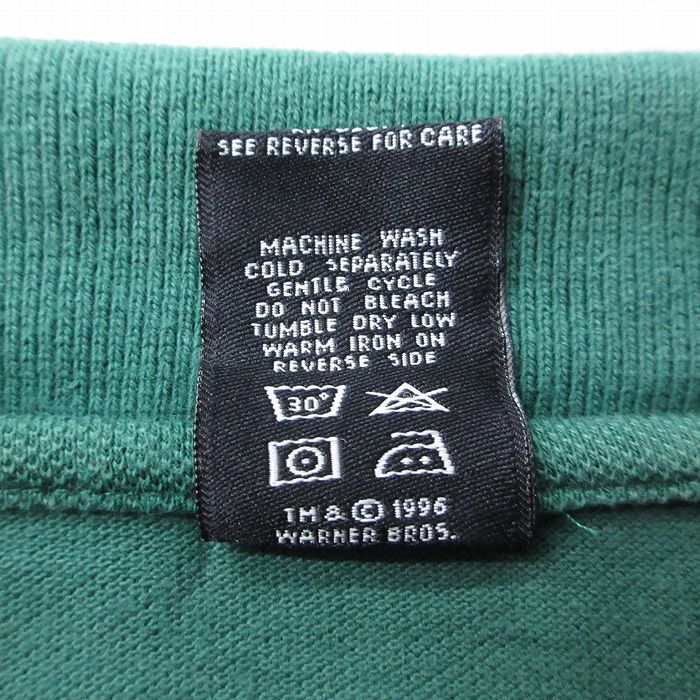 SEE REVERSE FOR CARE
MACHINE WASH
COLD SEPARATELY
GENTLE CYCLE
DO NOT BLEACH
TUMBLE DRY LOW
WARM IRON ON
REVERSE SIDE
30°
TM & © 1996
WARNER BROS.